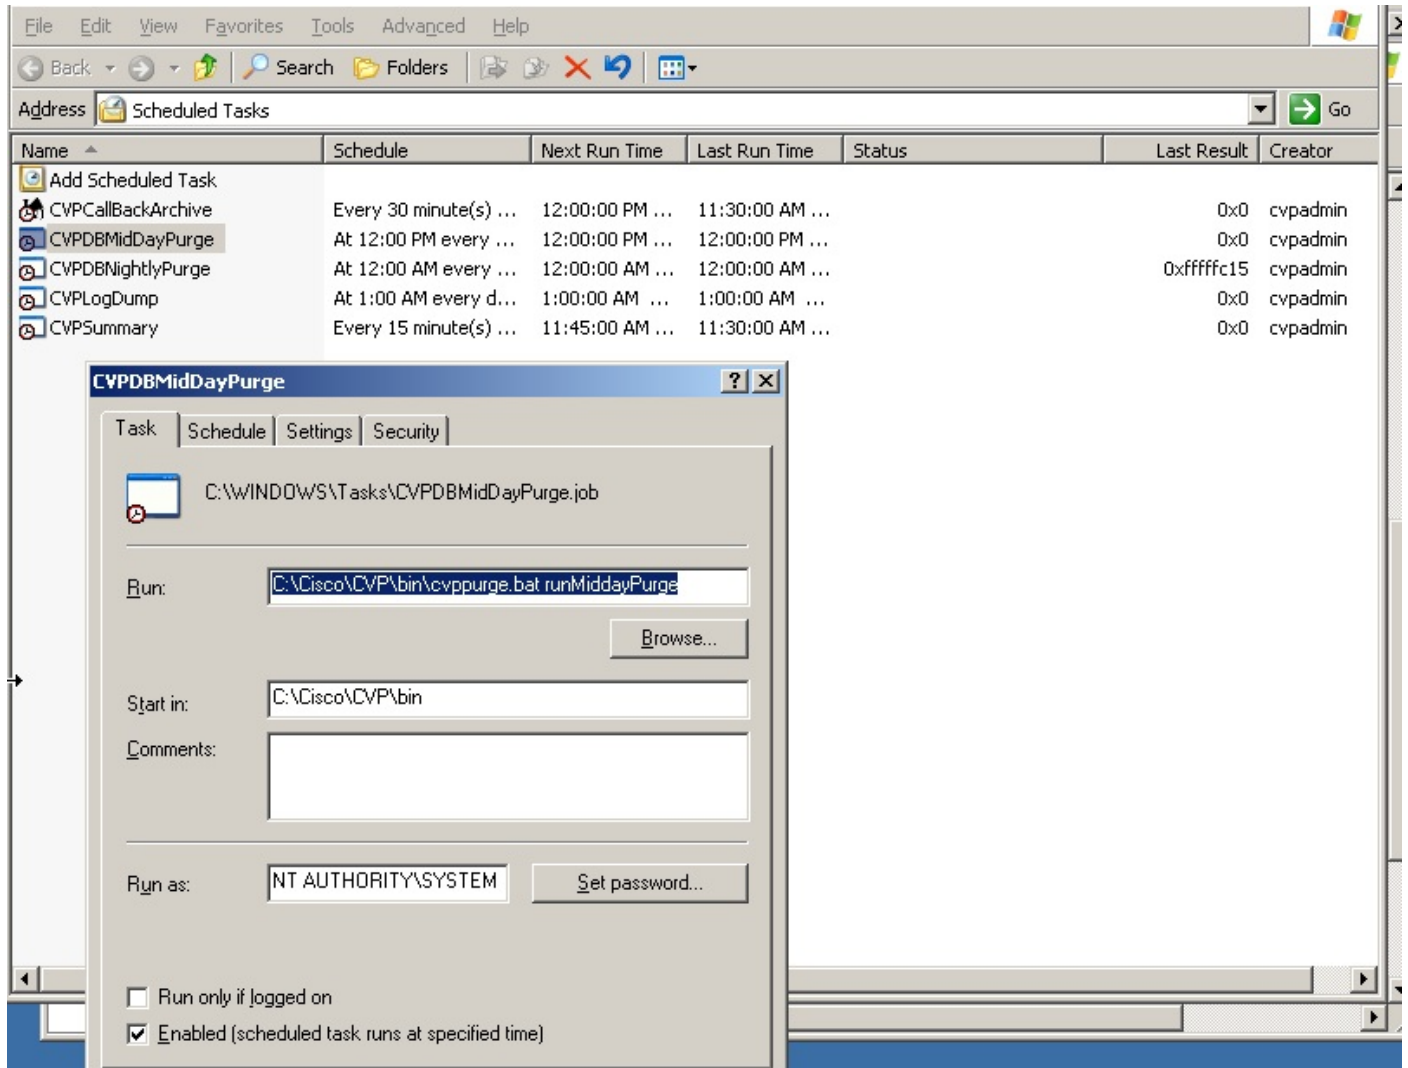 File Edit View Favorites Tools Advanced Help
Back Search Folders
Address Scheduled Tasks Go
Name Schedule Next Run Time Last Run Time Status Last Result Creator
Add Scheduled Task
CVPCallBackArchive Every 30 minute(s) ... 12:00:00 PM ... 11:30:00 AM ... 0x0 cvpadmin
CVPDBMidDayPurge At 12:00 PM every ... 12:00:00 PM ... 12:00:00 PM ... 0x0 cvpadmin
CVPDBNightlyPurge At 12:00 AM every ... 12:00:00 AM ... 12:00:00 AM ... 0xfffffc15 cvpadmin
CVPLogDump At 1:00 AM every d... 1:00:00 AM ... 1:00:00 AM ... 0x0 cvpadmin
CVPSummary Every 15 minute(s) ... 11:45:00 AM ... 11:30:00 AM ... 0x0 cvpadmin
CVPDBMidDayPurge
Task Schedule Settings Security
C:\WINDOWS\Tasks\CVPDBMidDayPurge.job
Run: C:\Cisco\CVP\bin\cvppurge.bat runMiddayPurge
Browse...
Start in: C:\Cisco\CVP\bin
Comments:
Run as: NT AUTHORITY\SYSTEM Set password...
Run only if logged on
Enabled (scheduled task runs at specified time)